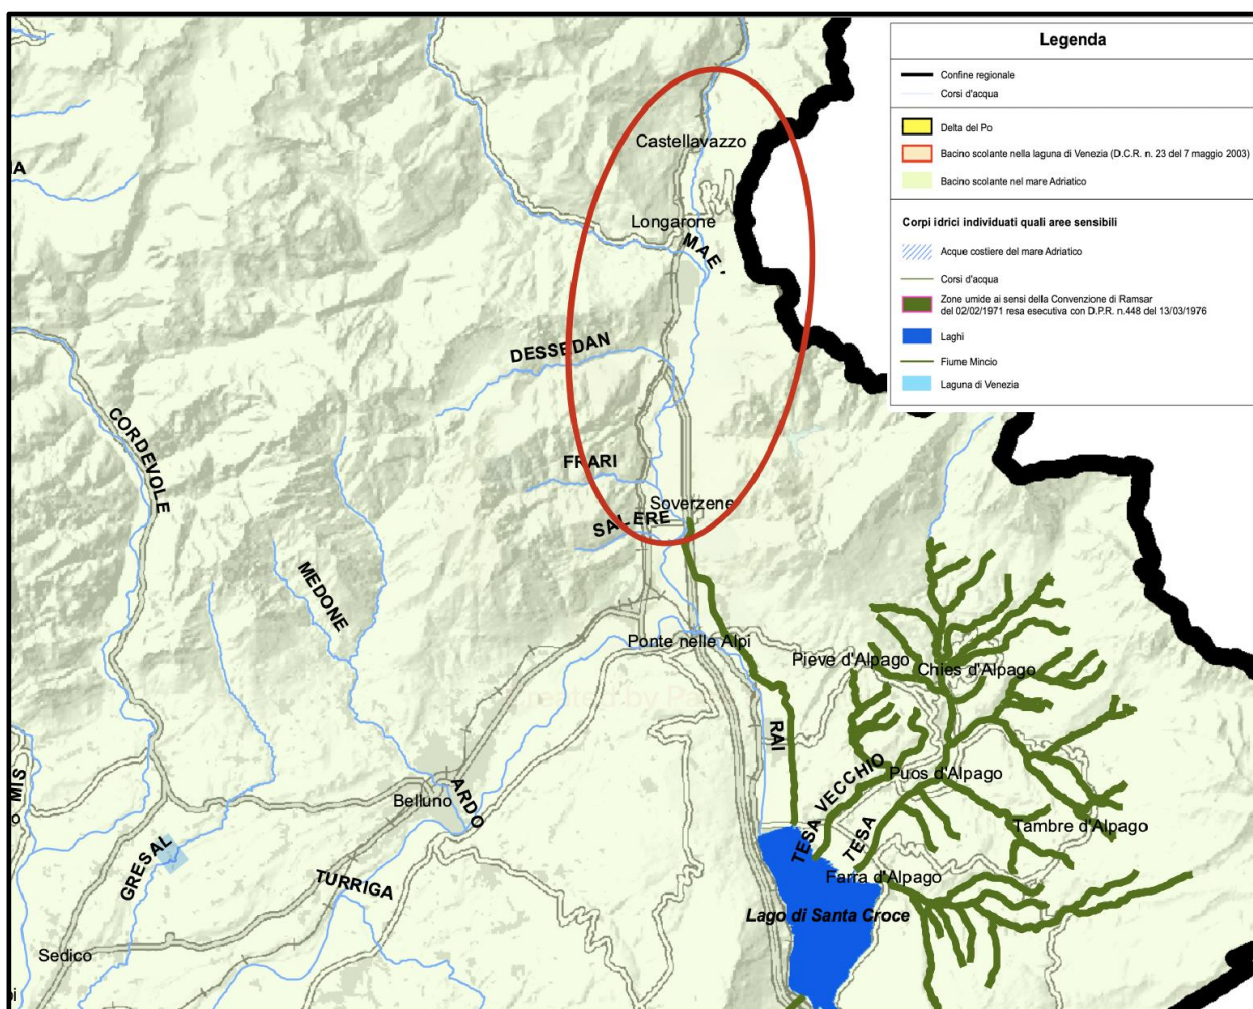 Legenda
Confine regionale
Corsi d'acqua
Delta del Po
Bacino scolante nella laguna di Venezia (D.C.R. n. 23 del 7 maggio 2003)
Bacino scolante nel mare Adriatico
Corpi idrici individuati quali aree sensibili
Acque costiere del mare Adriatico
Corsi d'acqua
Zone umide ai sensi della Convenzione di Ramsar
del 02/02/1971 resa esecutiva con D.P.R. n.448 del 13/03/1976
Laghi
Fiume Mincio
Laguna di Venezia
Castellavazzo
Longarone
MAE'
DESSEDAN
CORDEVOLE
FRARI
Soverzene
SALERE
MEDONE
Ponte nelle Alpi
Pieve d'Alpago
Chies d'Alpago
RAI
MIS
TESA VECCHIO
Puos d'Alpago
ARDO
Belluno
TESA
Tambre d'Alpago
GRESAL
TURRIGA
Farra d'Alpago
Lago di Santa Croce
Sedico